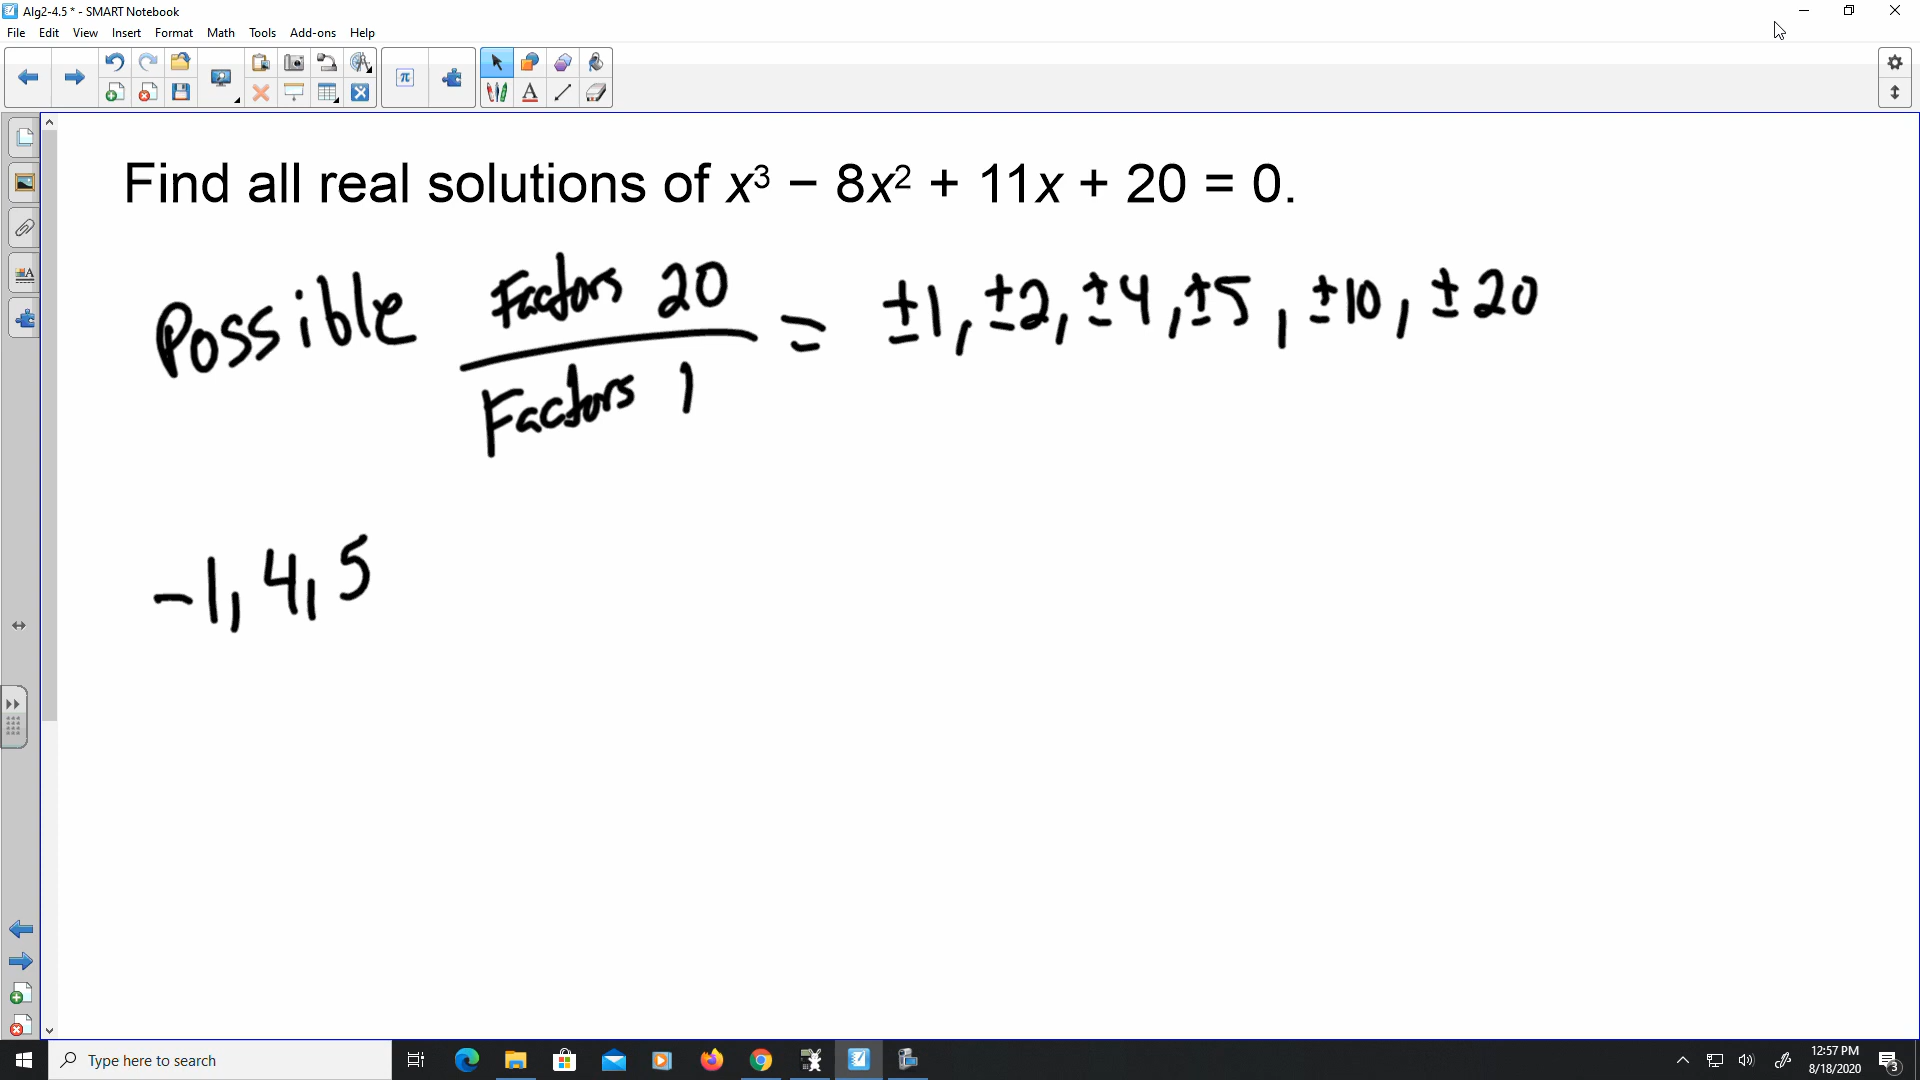 Alg2-4.5 * - SMART Notebook
File Edit View Insert Format Math Tools Add-ons Help
Find all real solutions of x³ − 8x² + 11x + 20 = 0.
Possible Factors 20 / Factors 1 = ±1, ±2, ±4, ±5, ±10, ±20
-1, 4, 5
Type here to search
12:57 PM
8/18/2020
3